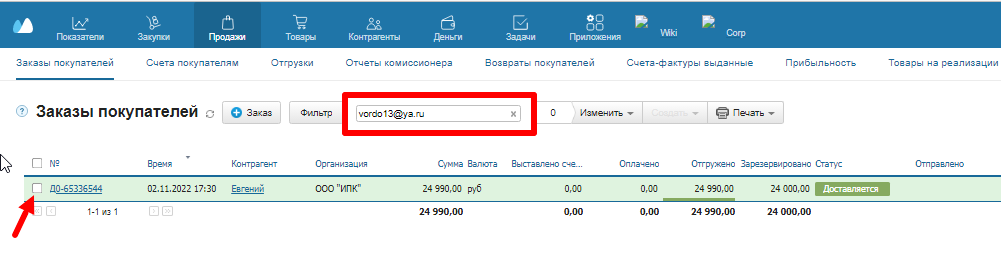 Показатели Закупки Продажи Товары Контрагенты Деньги Задачи Приложения Wiki Corp
Заказы покупателей Счета покупателям Отгрузки Отчеты комиссионера Возвраты покупателей Счета-фактуры выданные Прибыльность Товары на реализации
? Заказы покупателей Заказ Фильтр vordo13@ya.ru × 0 Изменить Создать Печать
№ Время Контрагент Организация Сумма Валюта Выставлено сче... Оплачено Отгружено Зарезервировано Статус Отправлено
Д0-65336544 02.11.2022 17:30 Евгений ООО "ИПК" 24 990,00 руб 0,00 0,00 24 990,00 24 000,00 Доставляется
1-1 из 1 24 990,00 0,00 0,00 24 990,00 24 000,00